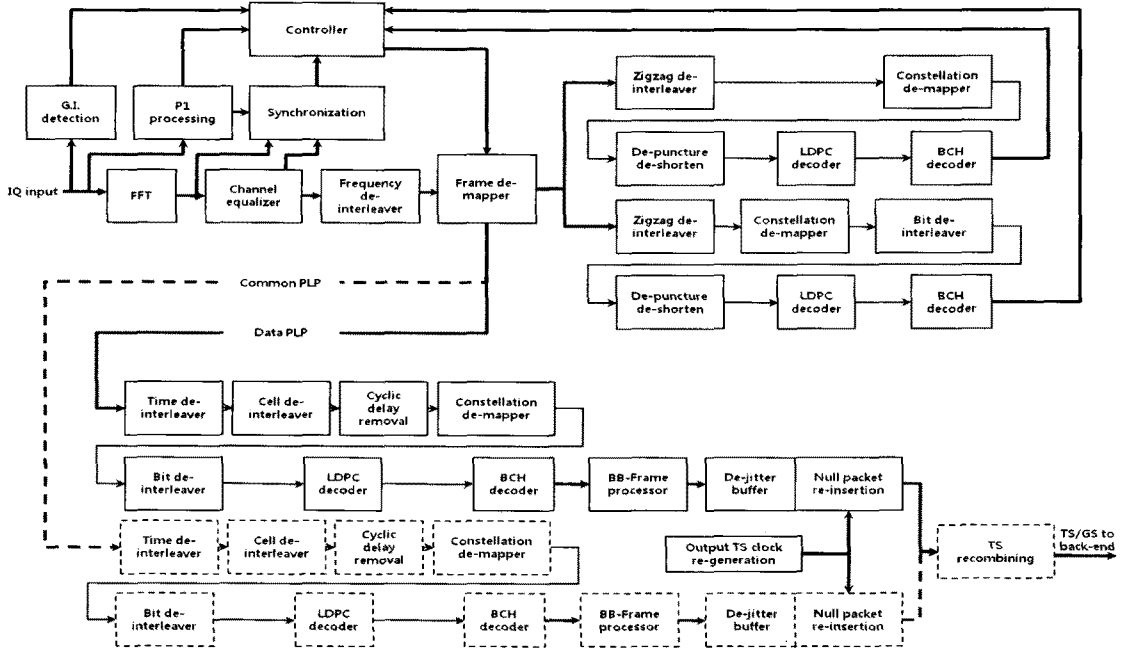 Controller
G.I.
detection
P1
processing
Synchronization
IQ input
FFT
Channel
equalizer
Frequency
de-
interleaver
Frame de-
mapper
Zigzag de-
interleaver
Constellation
de-mapper
De-puncture
de-shorten
LDPC
decoder
BCH
decoder
Zigzag de-
interleaver
Constellation
de-mapper
Bit de-
interleaver
De-puncture
de-shorten
LDPC
decoder
BCH
decoder
Common PLP
Data PLP
Time de-
interleaver
Cell de-
interleaver
Cyclic
delay
removal
Constellation
de-mapper
Bit de-
interleaver
LDPC
decoder
BCH
decoder
BB-Frame
processor
De-jitter
buffer
Null packet
re-insertion
Time de-
interleaver
Cell de-
interleaver
Cyclic
delay
removal
Constellation
de-mapper
Output TS clock
re-generation
TS
recombining
TS/GS to
back-end
Bit de-
interleaver
LDPC
decoder
BCH
decoder
BB-Frame
processor
De-jitter
buffer
Null packet
re-insertion